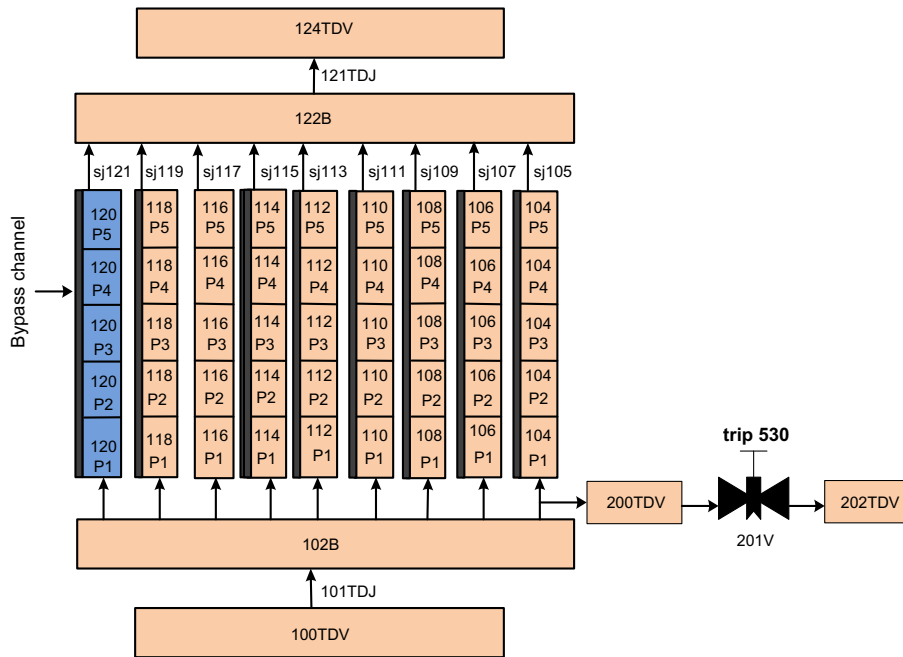 124TDV
121TDJ
122B
sj121
sj119
sj117
sj115
sj113
sj111
sj109
sj107
sj105
120
P5
118
P5
116
P5
114
P5
112
P5
110
P5
108
P5
106
P5
104
P5
120
P4
118
P4
116
P4
114
P4
112
P4
110
P4
108
P4
106
P4
104
P4
Bypass channel
120
P3
118
P3
116
P3
114
P3
112
P3
110
P3
108
P3
106
P3
104
P3
120
P2
118
P2
116
P2
114
P2
112
P2
110
P2
108
P2
106
P2
104
P2
120
P1
118
P1
116
P1
114
P1
112
P1
110
P1
108
P1
106
P1
104
P1
trip 530
200TDV
202TDV
201V
102B
101TDJ
100TDV